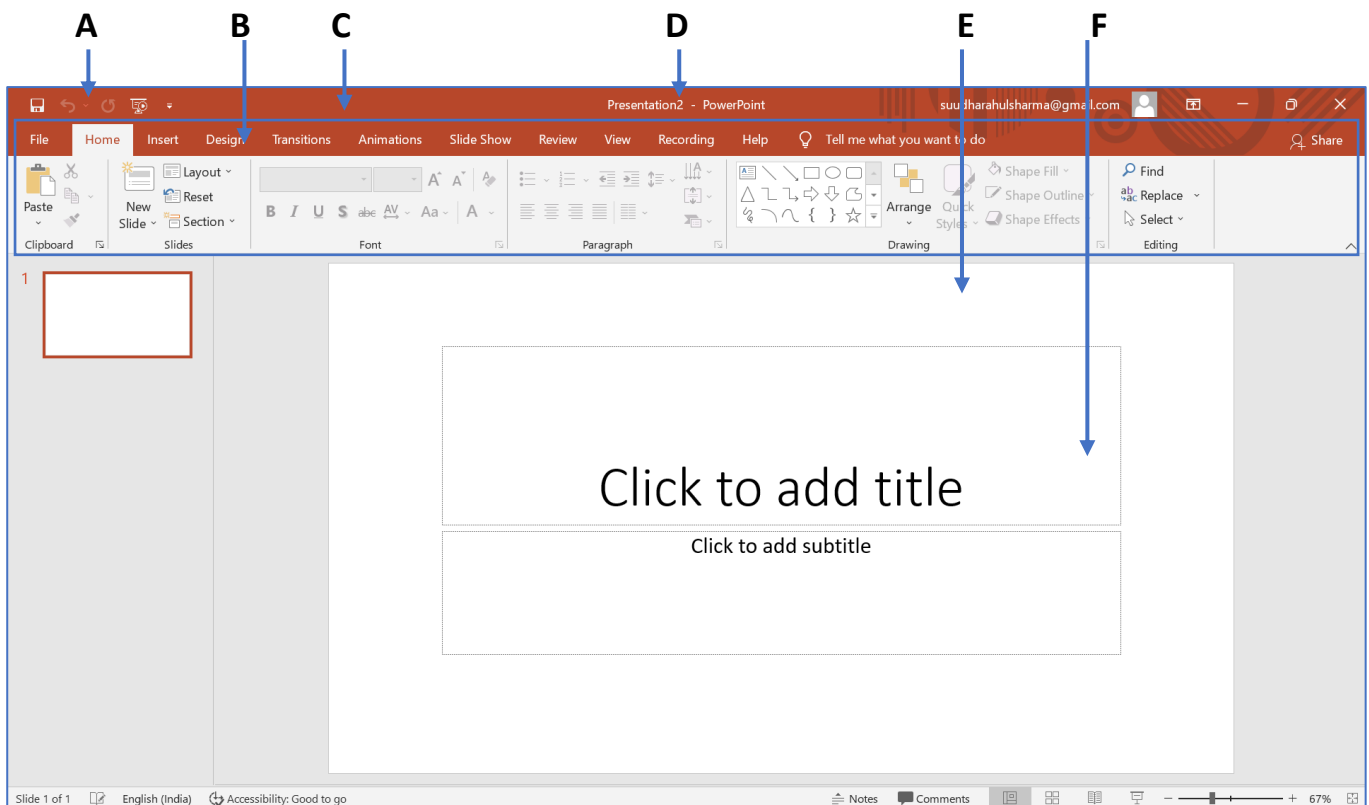 A B C D E F
Presentation2 - PowerPoint suudharahulsharma@gmail.com
File Home Insert Design Transitions Animations Slide Show Review View Recording Help Tell me what you want to do Share
Paste
Clipboard
New
Slide
Layout
Reset
Section
Slides
B I U S abc AV Aa A
Font
Paragraph
Arrange
Quick
Styles
Shape Fill
Shape Outline
Shape Effects
Drawing
Find
Replace
Select
Editing
1
Click to add title
Click to add subtitle
Slide 1 of 1 English (India) Accessibility: Good to go Notes Comments 67%